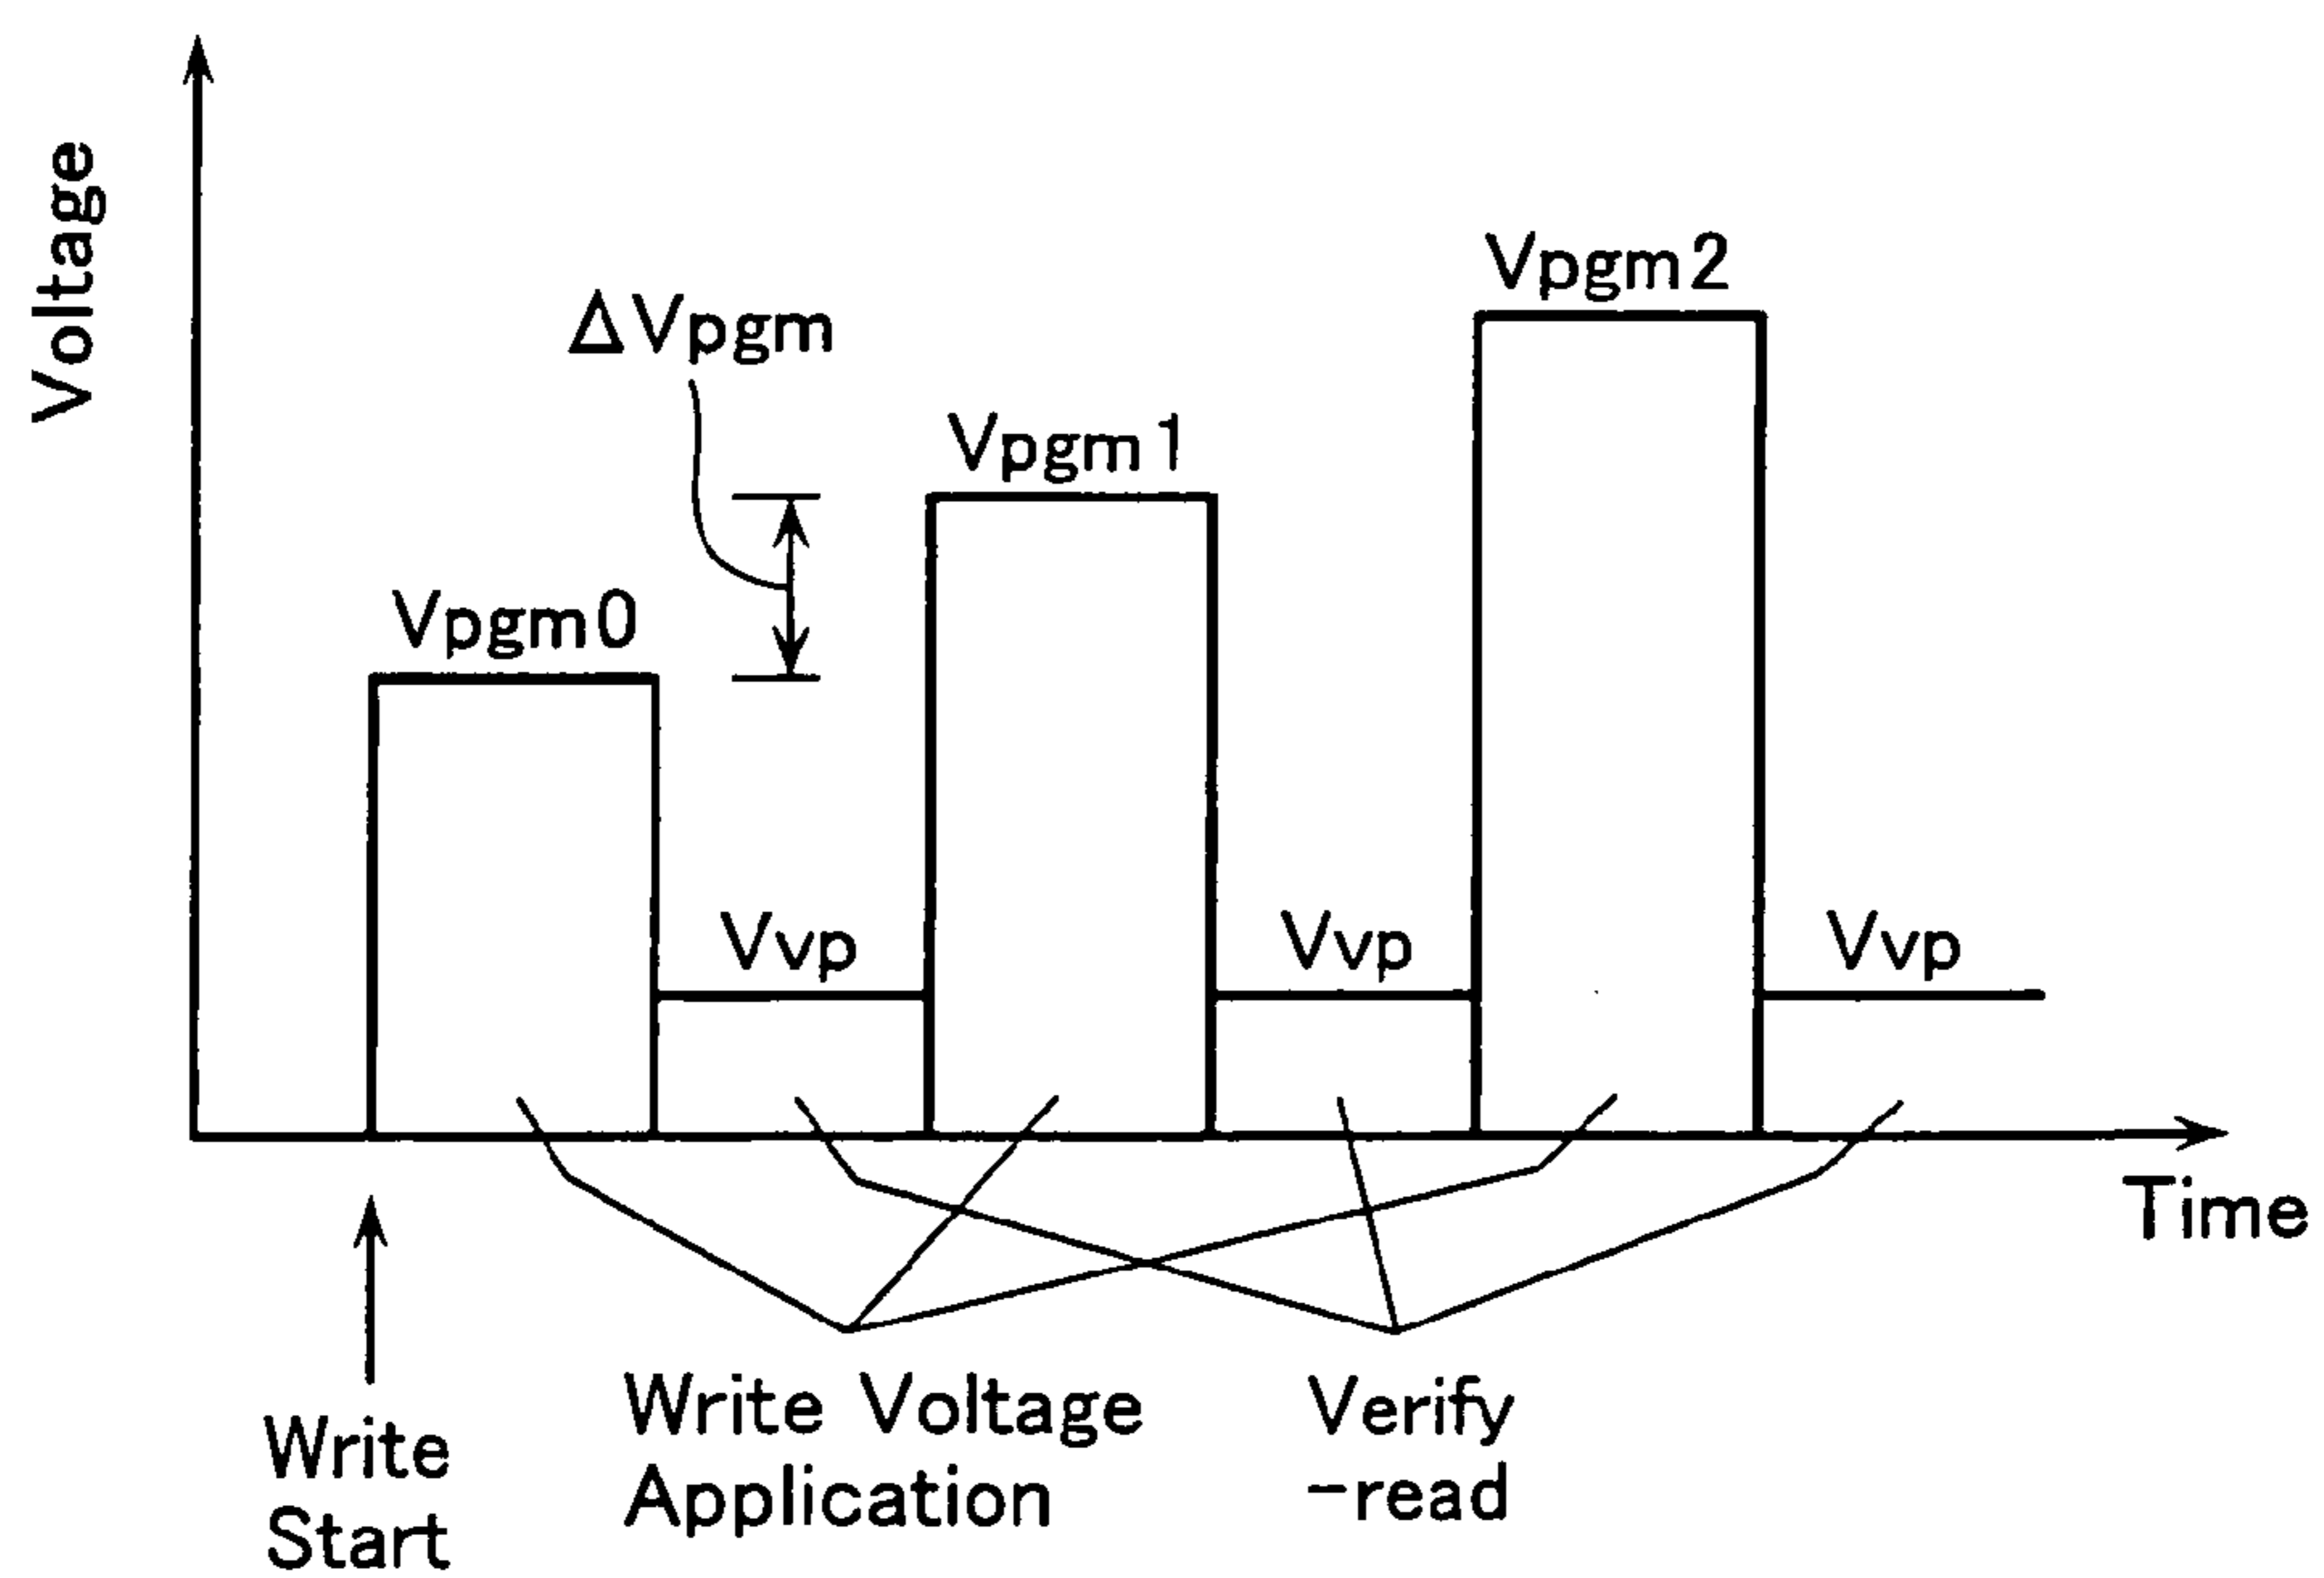 Voltage
Vpgm2
ΔVpgm
Vpgm1
Vpgm0
Vvp
Vvp
Vvp
Time
Write
Start
Write Voltage
Application
Verify
-read